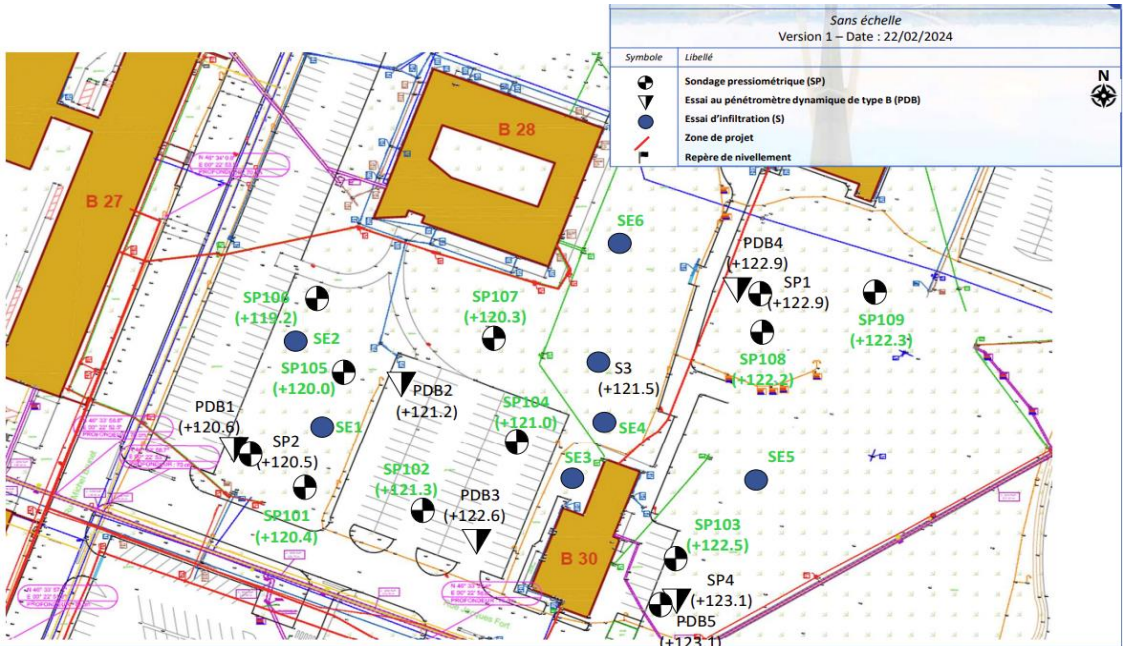 Sans échelle
Version 1 – Date : 22/02/2024
Symbole Libellé
Sondage pressiométrique (SP)
Essai au pénétromètre dynamique de type B (PDB)
Essai d'infiltration (S)
Zone de projet
Repère de nivellement
N
B 28
B 27
SE6
PDB4
(+122.9)
SP1
(+122.9)
SP106
(+119.2)
SP107
(+120.3)
SP109
(+122.3)
SE2
SP108
(+122.2)
SP105
(+120.0)
S3
(+121.5)
PDB2
(+121.2)
SP104
(+121.0)
PDB1
(+120.6)
SE1
SE4
SP2
(+120.5)
SP102
(+121.3)
SE3
SE5
PDB3
(+122.6)
SP101
(+120.4)
SP103
(+122.5)
B 30
SP4
(+123.1)
PDB5
(+123.1)